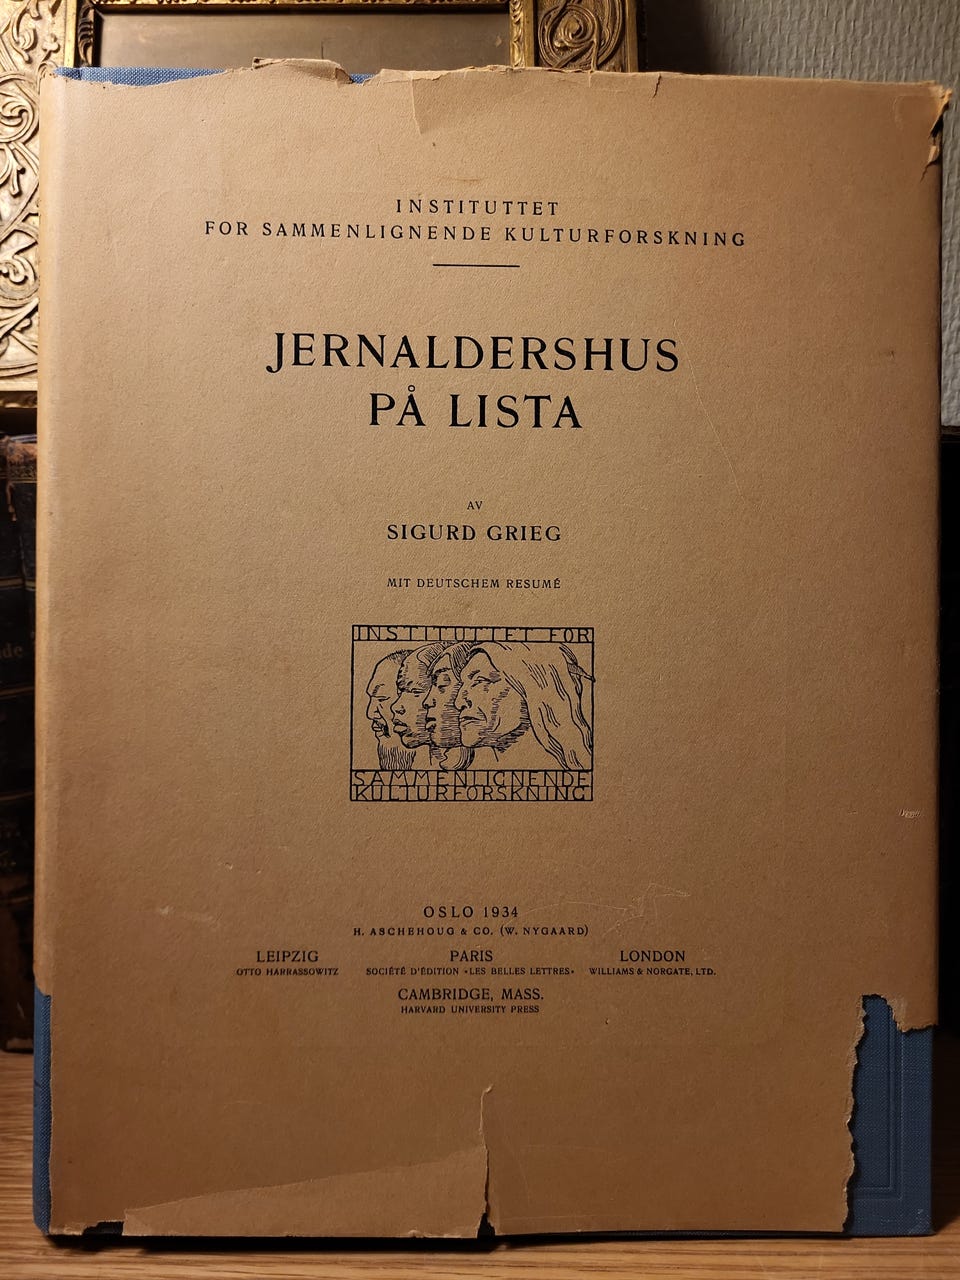 INSTITUTTET
FOR SAMMENLIGNENDE KULTURFORSKNING
JERNALDERSHUS
PÅ LISTA
AV
SIGURD GRIEG
MIT DEUTSCHEM RESUMÉ
INSTITUTTET FOR
SAMMENLIGNENDE
KULTURFORSKNING
OSLO 1934
H. ASCHEHOUG & CO. (W. NYGAARD)
LEIPZIG PARIS LONDON
OTTO HARRASSOWITZ SOCIÉTÉ D'ÉDITION «LES BELLES LETTRES» WILLIAMS & NORGATE, LTD.
CAMBRIDGE, MASS.
HARVARD UNIVERSITY PRESS